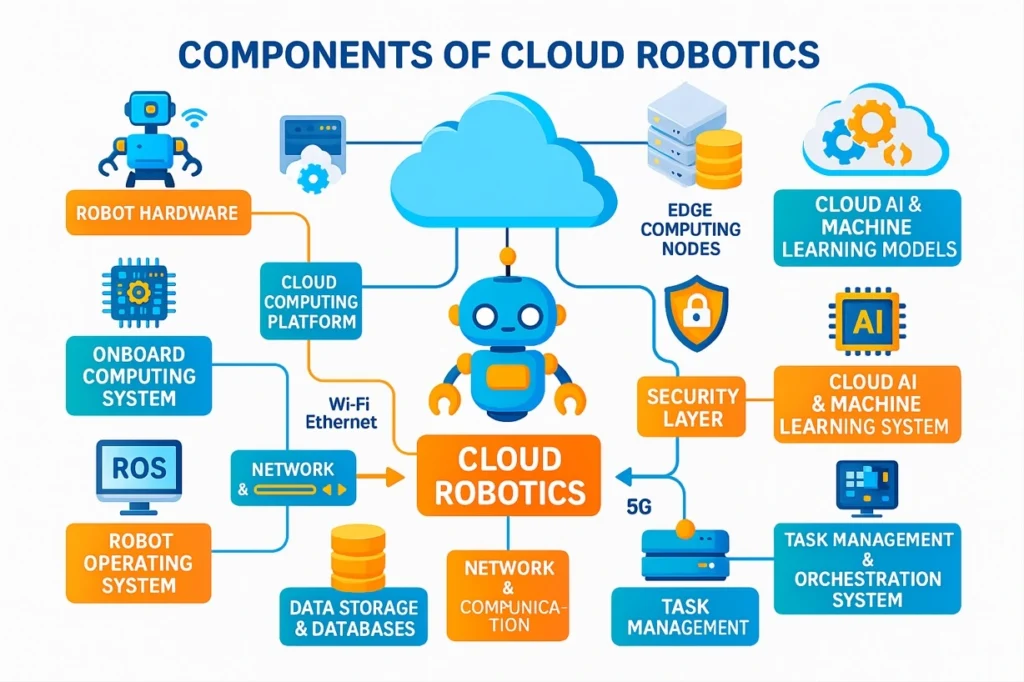 COMPONENTS OF CLOUD ROBOTICS
ROBOT HARDWARE
CLOUD
COMPUTING
PLATFORM
EDGE
COMPUTING
NODES
CLOUD AI &
MACHINE
LEARNING MODELS
ONBOARD
COMPUTING
SYSTEM
Wi-Fi
Ethernet
SECURITY
LAYER
AI
CLOUD AI
& MACHINE
LEARNING SYSTEM
ROS
ROBOT
OPERATING
SYSTEM
NETWORK
&
CLOUD
ROBOTICS
5G
DATA STORAGE
& DATABASES
NETWORK
&
COMPUNICA-
TION
TASK
MANAGEMENT
TASK MANAGEMENT
&
ORCHESTRATION
SYSTEM